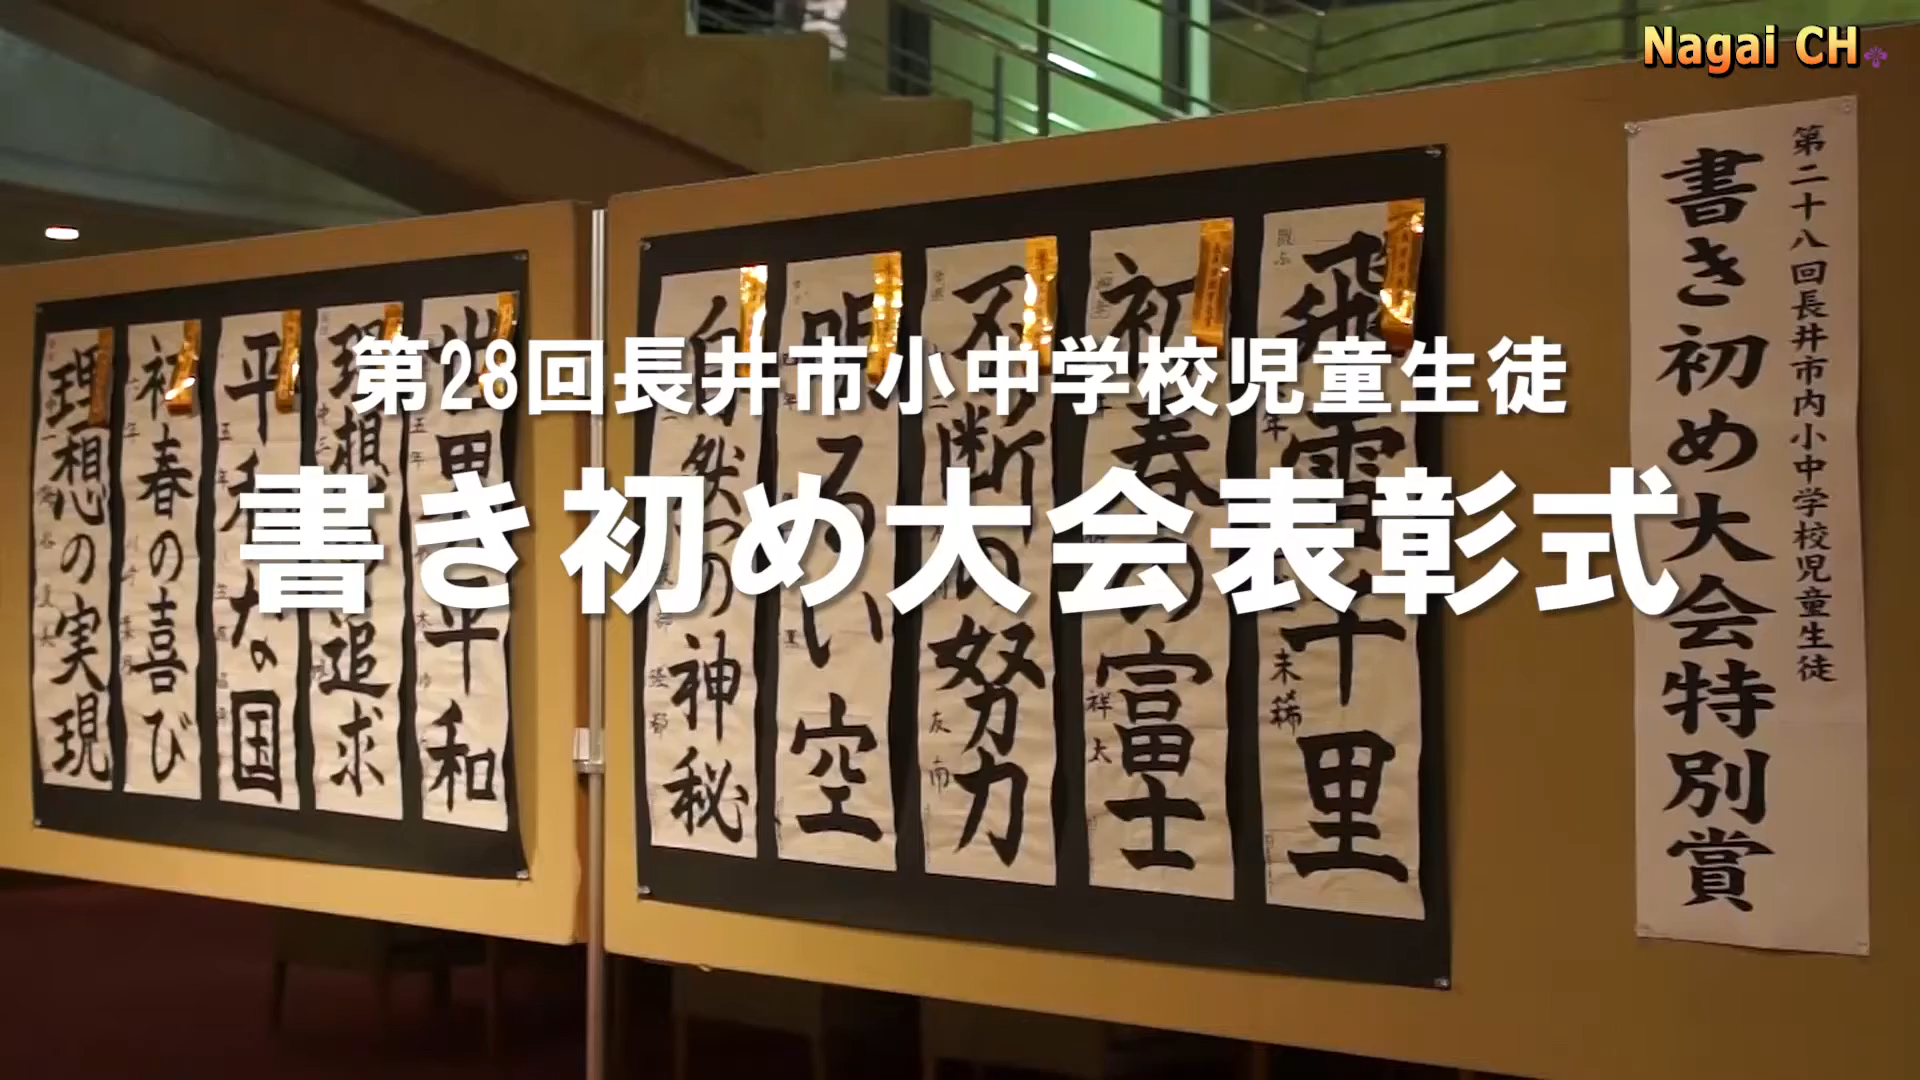 Nagai CH
第28回長井市小中学校児童生徒
書き初め大会表彰式
第二十八回長井市内小中学校児童生徒
書き初め大会特別賞
飛雪千里
初春の富士
不断の努力
明るい空
自然の神秘
世界平和
理想の追求
平和な国
初春の喜び
理想の実現